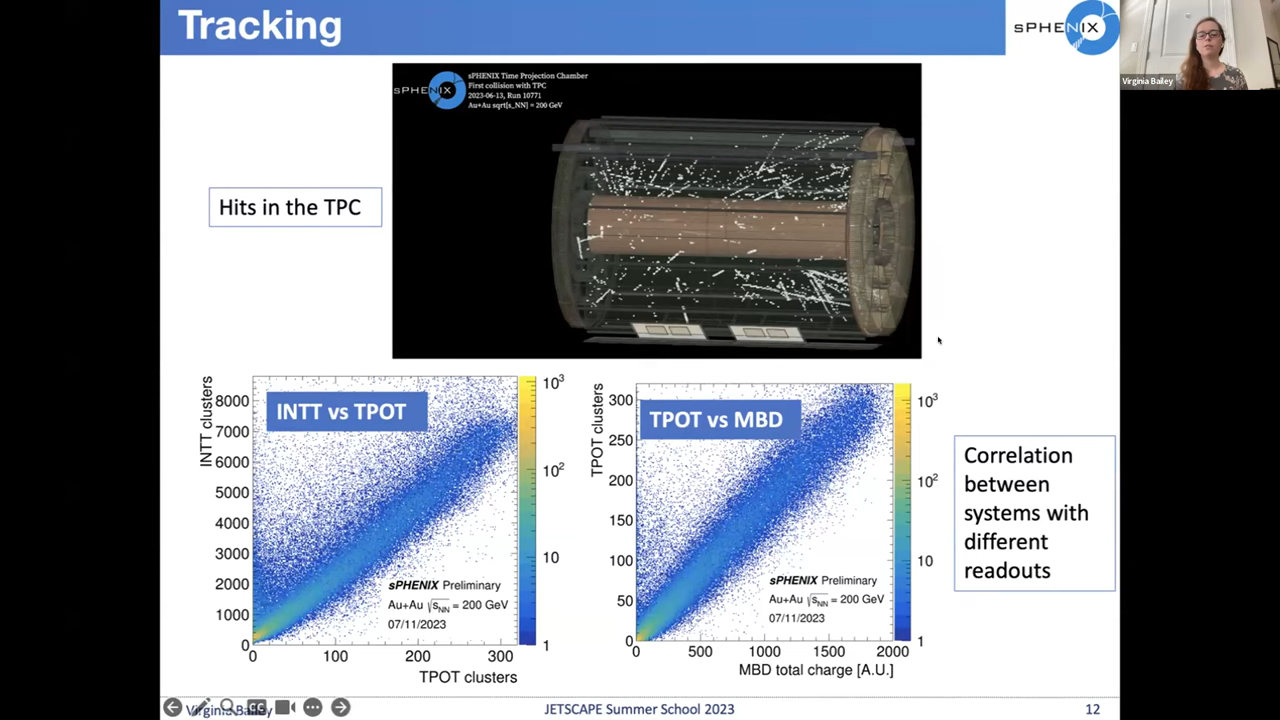 Tracking
sPHENIX
Virginia Bailey
sPHENIX
sPHENIX Time Projection Chamber
First collision with TPC
2023-06-13, Run 10771
Au+Au sqrt[s_NN] = 200 GeV
Hits in the TPC
INTT vs TPOT
INTT clusters
8000
7000
6000
5000
4000
3000
2000
1000
0
sPHENIX Preliminary
Au+Au √sNN = 200 GeV
07/11/2023
0 100 200 300
TPOT clusters
10³
10²
10
1
TPOT vs MBD
TPOT clusters
300
250
200
150
100
50
0
sPHENIX Preliminary
Au+Au √sNN = 200 GeV
07/11/2023
0 500 1000 1500 2000
MBD total charge [A.U.]
10³
10²
10
1
Correlation
between
systems with
different
readouts
Virginia Bailey
JETSCAPE Summer School 2023
12